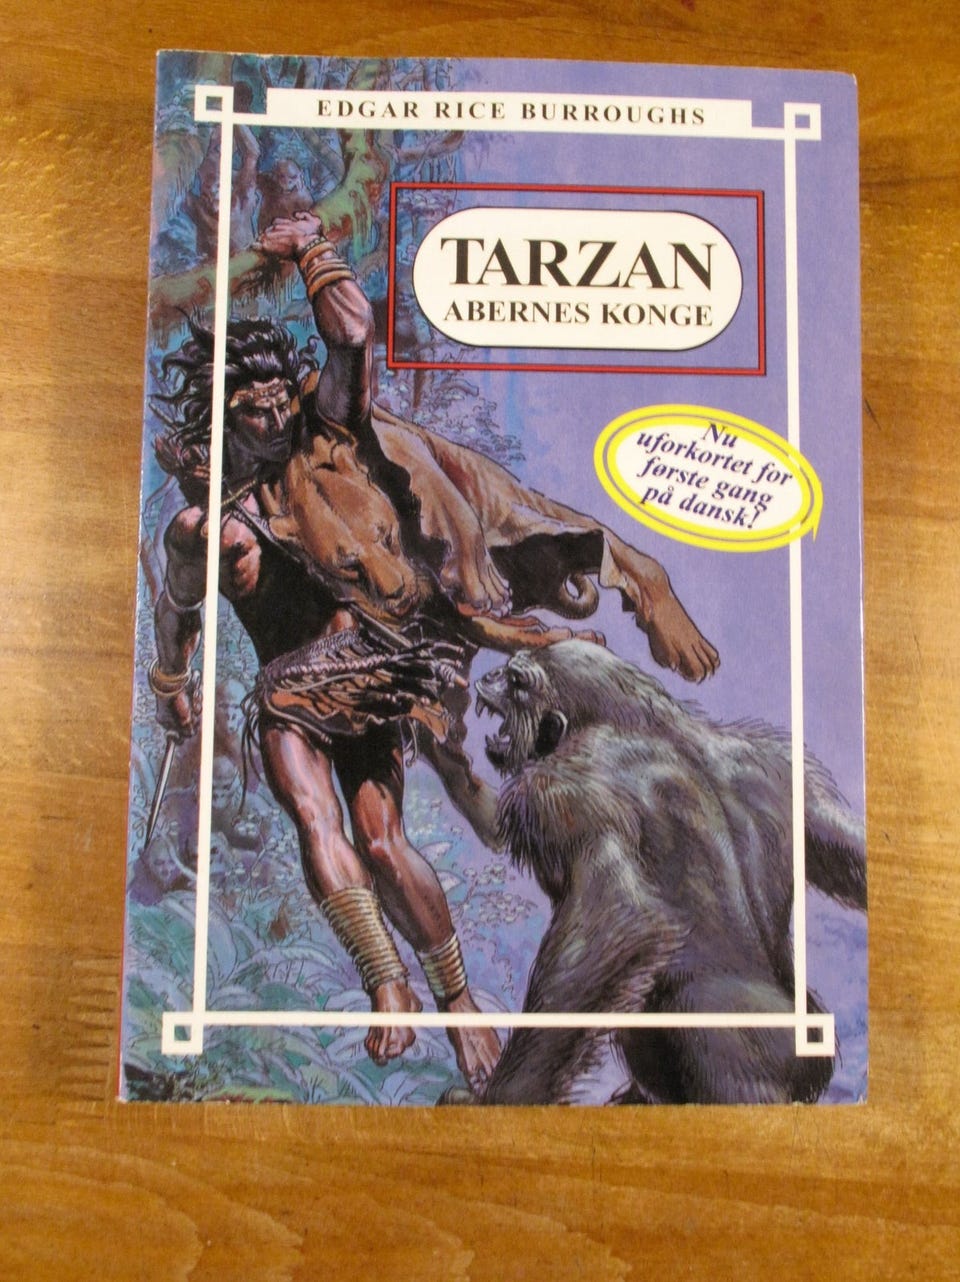 EDGAR RICE BURROUGHS
TARZAN
ABERNES KONGE
Nu
uforkortet for
første gang
på dansk!